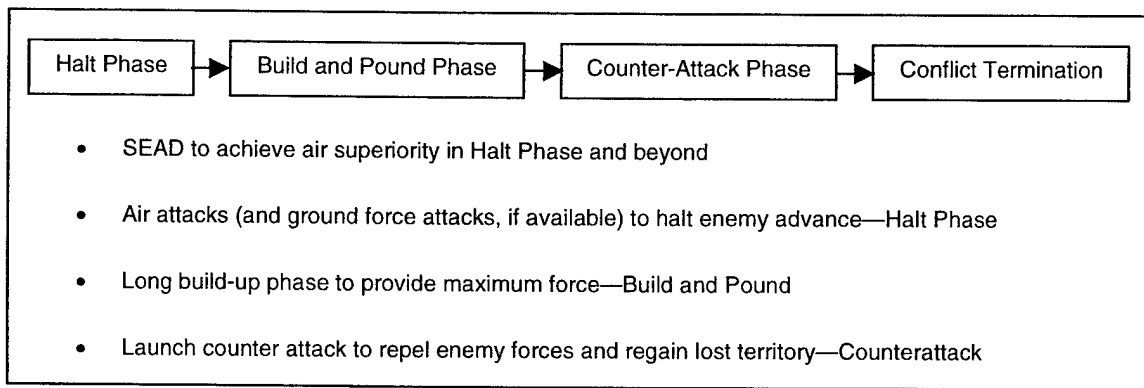 Halt Phase Build and Pound Phase Counter-Attack Phase Conflict Termination
• SEAD to achieve air superiority in Halt Phase and beyond
• Air attacks (and ground force attacks, if available) to halt enemy advance—Halt Phase
• Long build-up phase to provide maximum force—Build and Pound
• Launch counter attack to repel enemy forces and regain lost territory—Counterattack